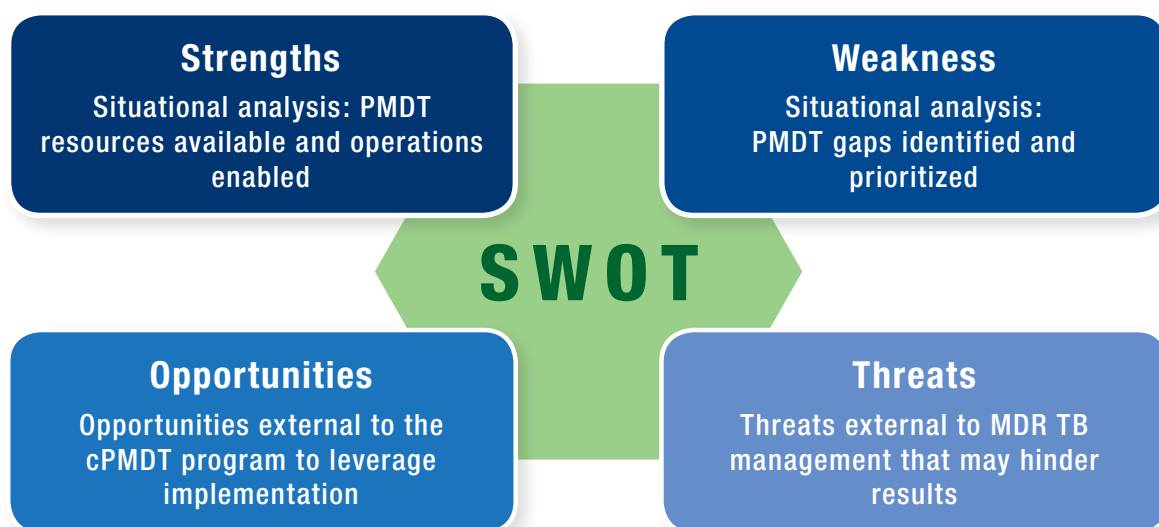 Strengths
Situational analysis: PMDT
resources available and operations
enabled
Weakness
Situational analysis:
PMDT gaps identified and
prioritized
SWOT
Opportunities
Opportunities external to the
cPMDT program to leverage
implementation
Threats
Threats external to MDR TB
management that may hinder
results